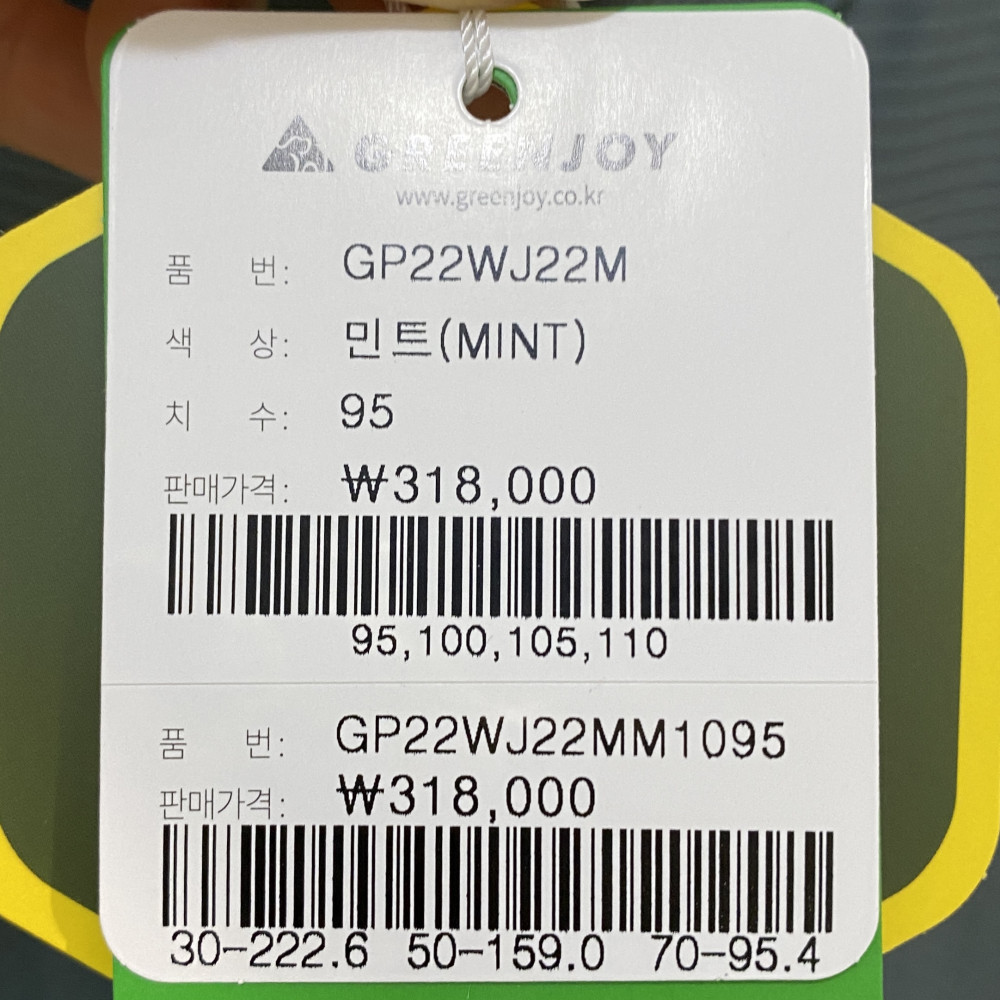 GREENJOY
www.greenjoy.co.kr
품 번: GP22WJ22M
색 상: 민트(MINT)
치 수: 95
판매가격: ₩318,000
95,100,105,110
품 번: GP22WJ22MM1095
판매가격: ₩318,000
30-222.6 50-159.0 70-95.4